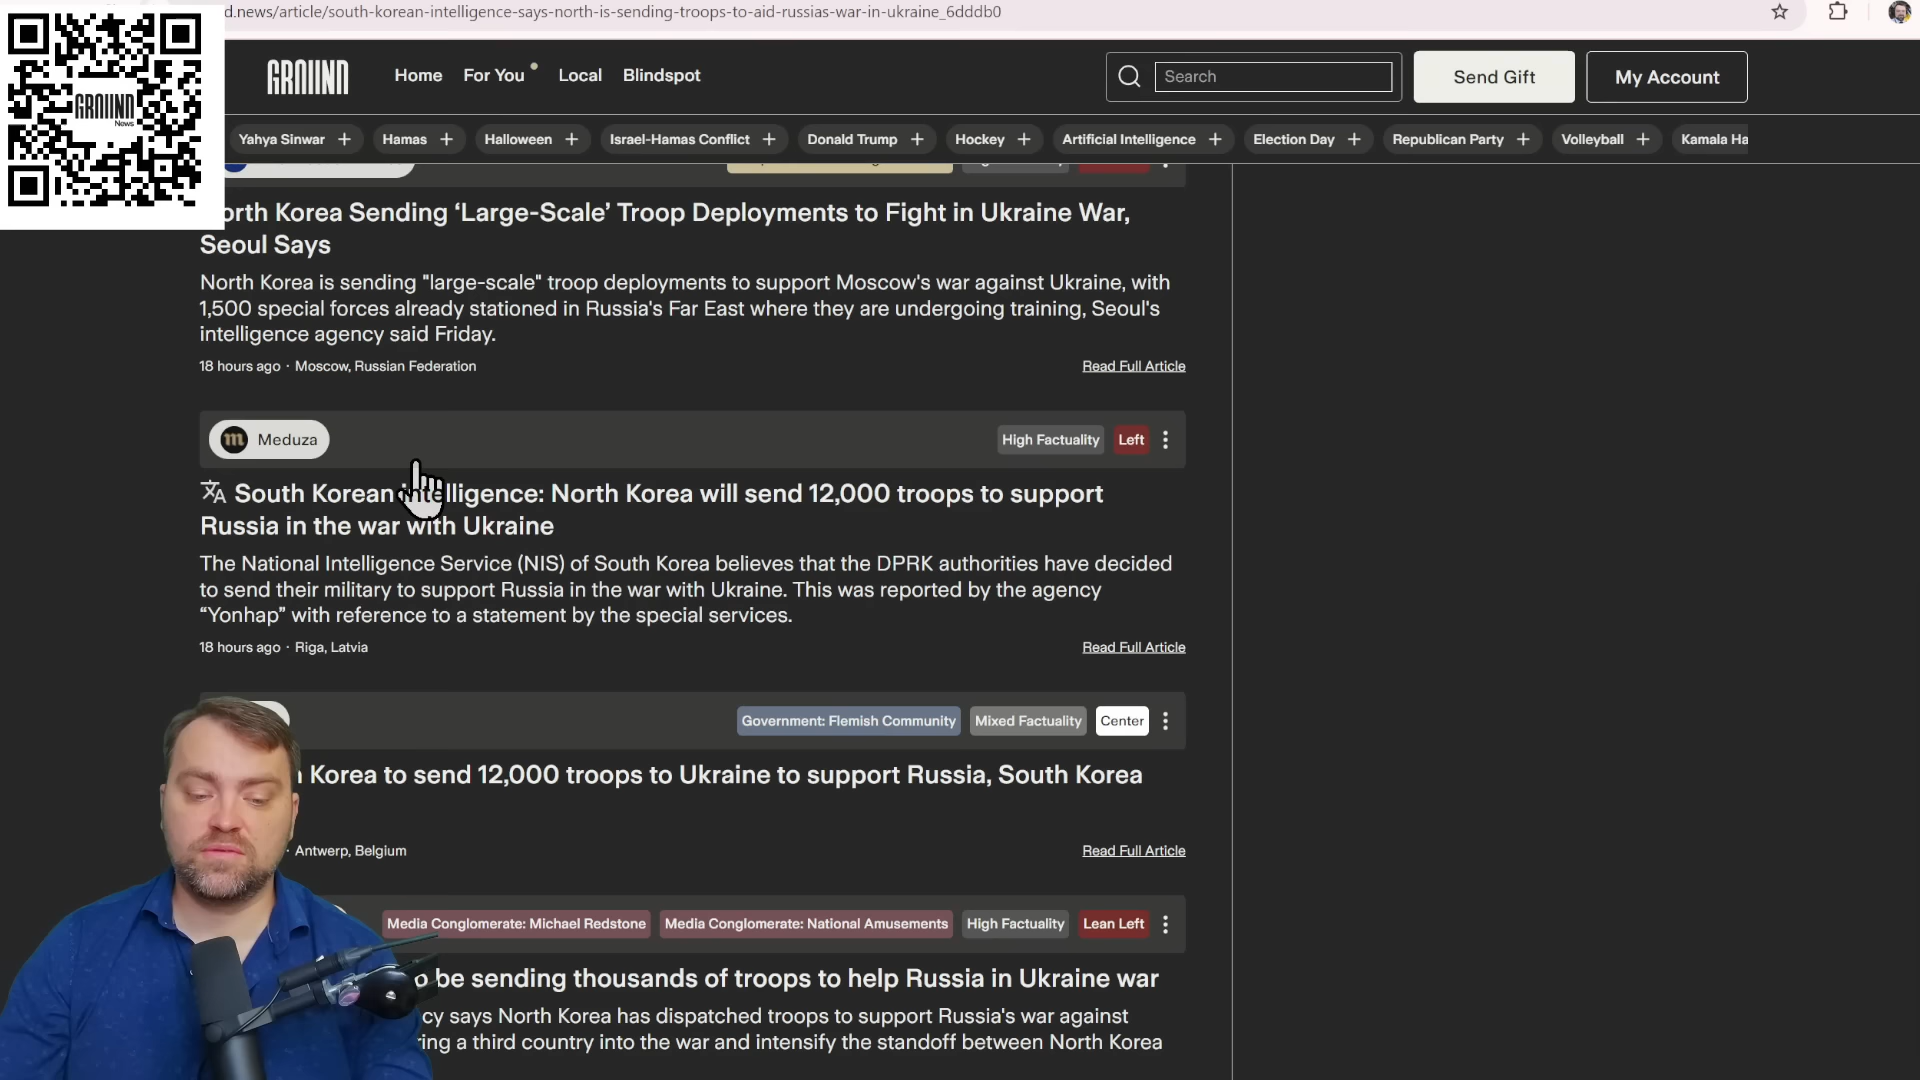 d.news/article/south-korean-intelligence-says-north-is-sending-troops-to-aid-russias-war-in-ukraine_6dddb0
GROUND
News
GROUND
Home
For You
Local
Blindspot
Search
Send Gift
My Account
Yahya Sinwar +
Hamas +
Halloween +
Israel-Hamas Conflict +
Donald Trump +
Hockey +
Artificial Intelligence +
Election Day +
Republican Party +
Volleyball +
Kamala Ha
orth Korea Sending ‘Large-Scale’ Troop Deployments to Fight in Ukraine War,
Seoul Says
North Korea is sending "large-scale" troop deployments to support Moscow's war against Ukraine, with
1,500 special forces already stationed in Russia's Far East where they are undergoing training, Seoul's
intelligence agency said Friday.
18 hours ago · Moscow, Russian Federation
Read Full Article
m Meduza
High Factuality
Left
South Korean intelligence: North Korea will send 12,000 troops to support
Russia in the war with Ukraine
The National Intelligence Service (NIS) of South Korea believes that the DPRK authorities have decided
to send their military to support Russia in the war with Ukraine. This was reported by the agency
“Yonhap” with reference to a statement by the special services.
18 hours ago · Riga, Latvia
Read Full Article
Government: Flemish Community
Mixed Factuality
Center
Korea to send 12,000 troops to Ukraine to support Russia, South Korea
· Antwerp, Belgium
Read Full Article
Media Conglomerate: Michael Redstone
Media Conglomerate: National Amusements
High Factuality
Lean Left
o be sending thousands of troops to help Russia in Ukraine war
cy says North Korea has dispatched troops to support Russia's war against
ing a third country into the war and intensify the standoff between North Korea